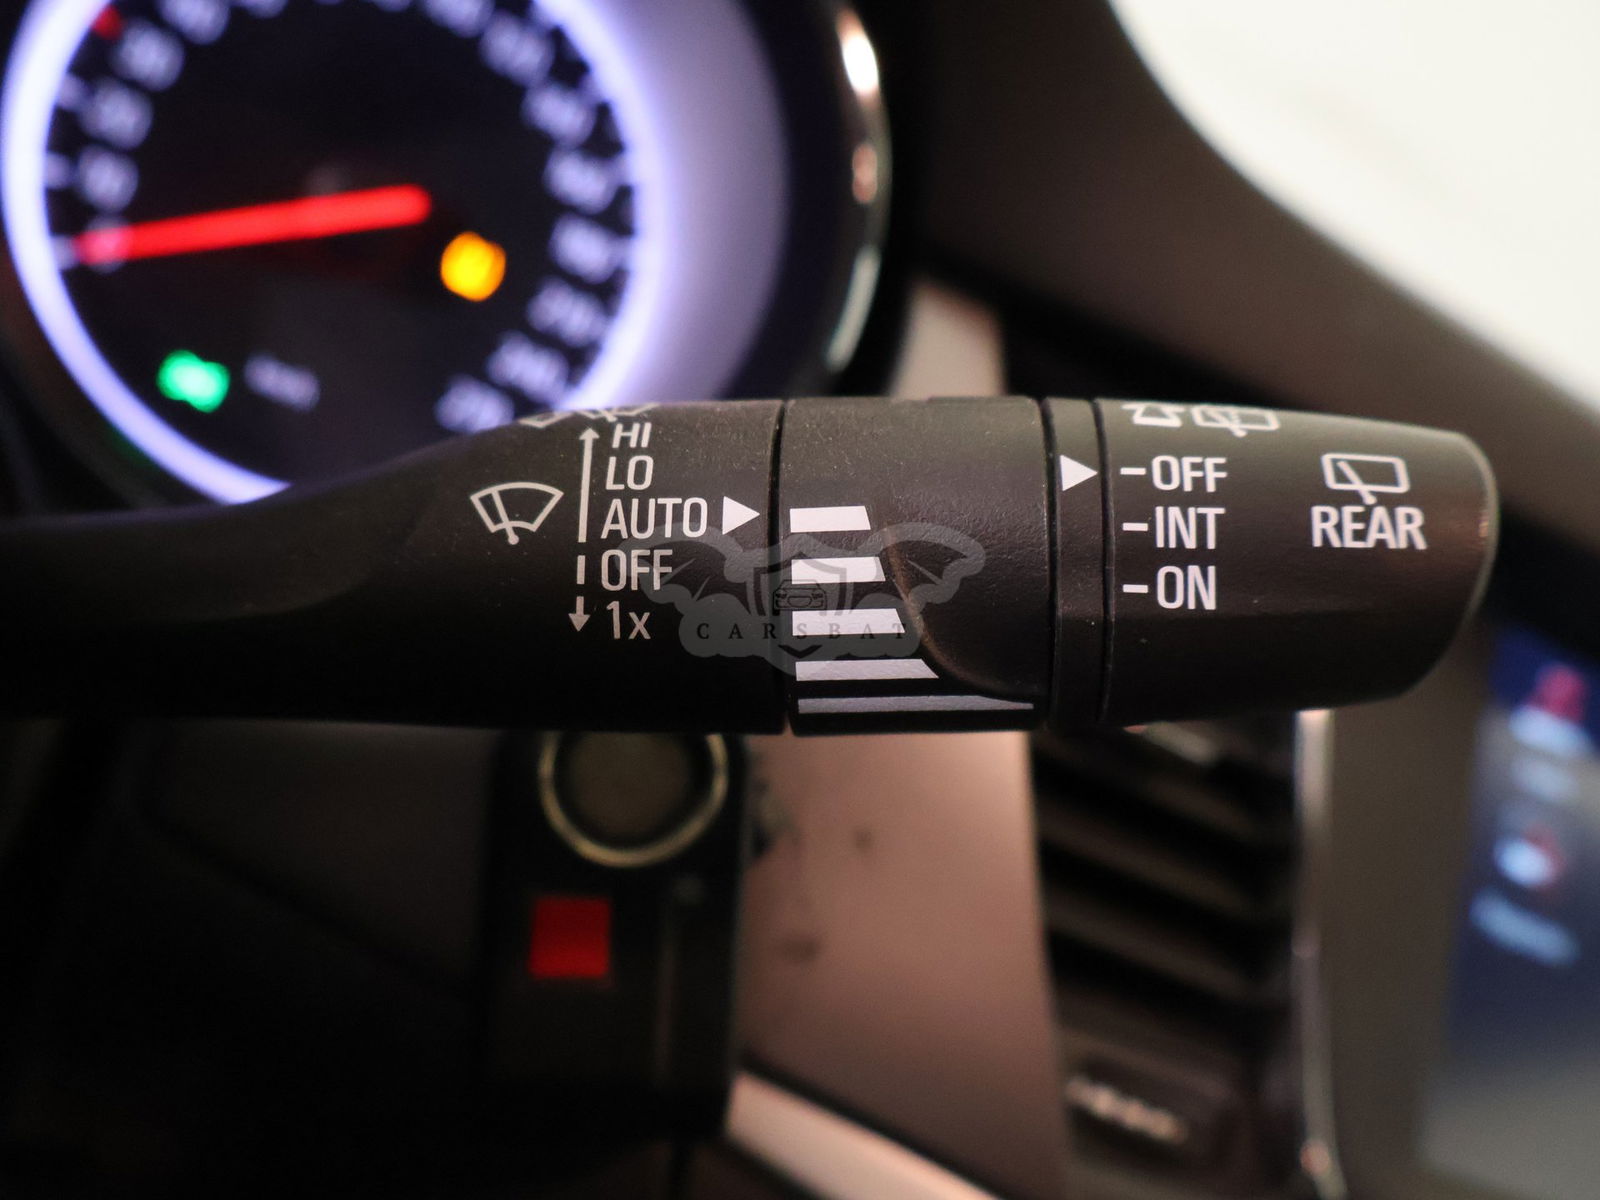 HI
LO
AUTO
OFF
1x
OFF
INT
ON
REAR
CARSBAT